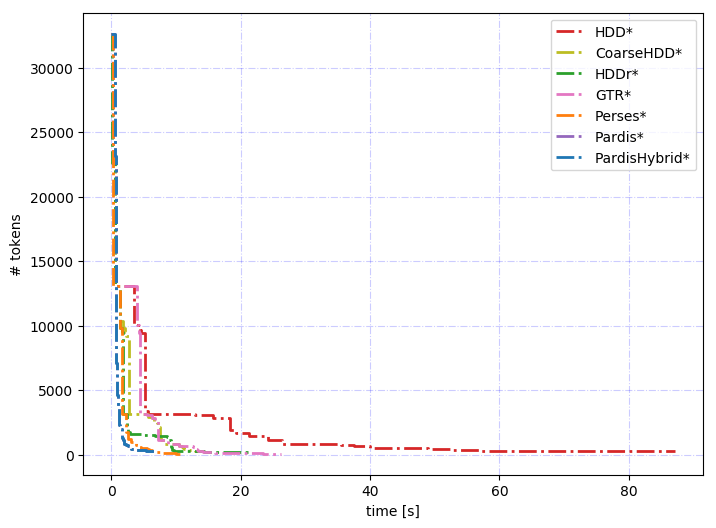 HDD*
CoarseHDD*
HDDr*
GTR*
Perses*
Pardis*
PardisHybrid*
30000
25000
20000
15000
10000
5000
0
# tokens
0 20 40 60 80
time [s]